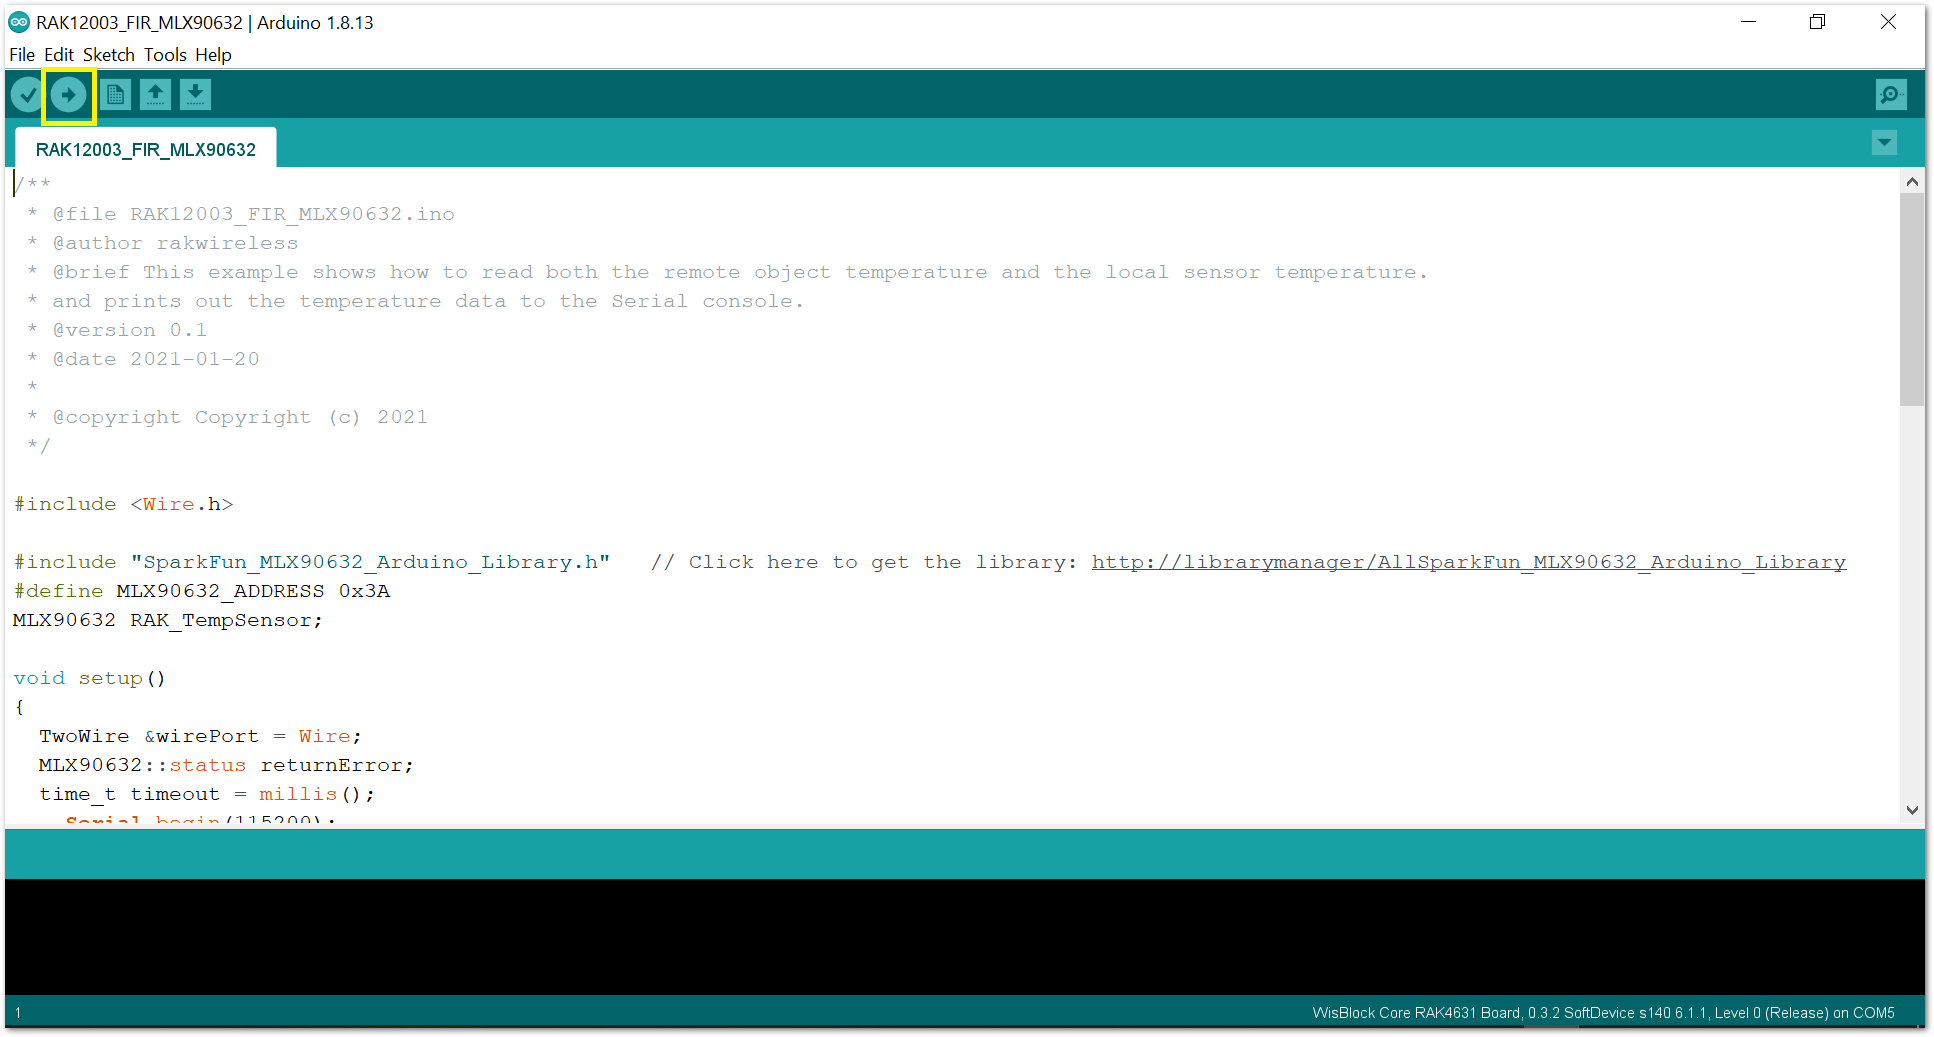 RAK12003_FIR_MLX90632 | Arduino 1.8.13
File Edit Sketch Tools Help
RAK12003_FIR_MLX90632
/**
 * @file RAK12003_FIR_MLX90632.ino
 * @author rakwireless
 * @brief This example shows how to read both the remote object temperature and the local sensor temperature.
 * and prints out the temperature data to the Serial console.
 * @version 0.1
 * @date 2021-01-20
 *
 * @copyright Copyright (c) 2021
 */
#include <Wire.h>
#include "SparkFun_MLX90632_Arduino_Library.h"   // Click here to get the library: http://librarymanager/AllSparkFun_MLX90632_Arduino_Library
#define MLX90632_ADDRESS 0x3A
MLX90632 RAK_TempSensor;
void setup()
{
  TwoWire &wirePort = Wire;
  MLX90632::status returnError;
  time_t timeout = millis();
    Serial.begin(115200);
1
WisBlock Core RAK4631 Board, 0.3.2 SoftDevice s140 6.1.1, Level 0 (Release) on COM5